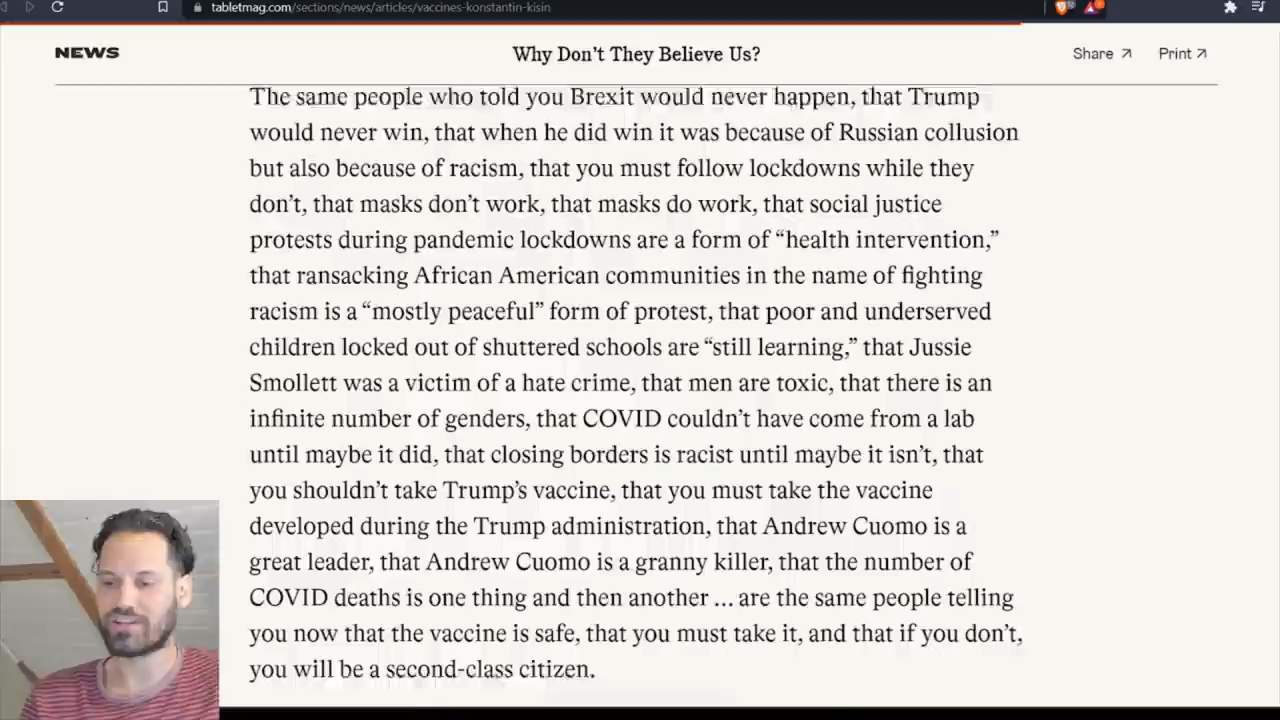 tabletmag.com/sections/news/articles/vaccines-konstantin-kisin
NEWS
Why Don't They Believe Us?
Share ↗
Print ↗
The same people who told you Brexit would never happen, that Trump
would never win, that when he did win it was because of Russian collusion
but also because of racism, that you must follow lockdowns while they
don't, that masks don't work, that masks do work, that social justice
protests during pandemic lockdowns are a form of “health intervention,”
that ransacking African American communities in the name of fighting
racism is a “mostly peaceful” form of protest, that poor and underserved
children locked out of shuttered schools are “still learning,” that Jussie
Smollett was a victim of a hate crime, that men are toxic, that there is an
infinite number of genders, that COVID couldn't have come from a lab
until maybe it did, that closing borders is racist until maybe it isn't, that
you shouldn't take Trump's vaccine, that you must take the vaccine
developed during the Trump administration, that Andrew Cuomo is a
great leader, that Andrew Cuomo is a granny killer, that the number of
COVID deaths is one thing and then another ... are the same people telling
you now that the vaccine is safe, that you must take it, and that if you don't,
you will be a second-class citizen.